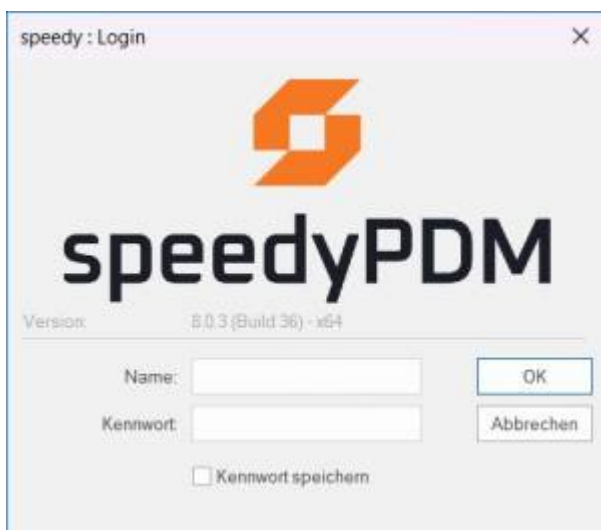 speedy : Login
speedyPDM
Version: 8.0.3 (Build 36) - x64
Name: OK
Kennwort: Abbrechen
Kennwort speichern